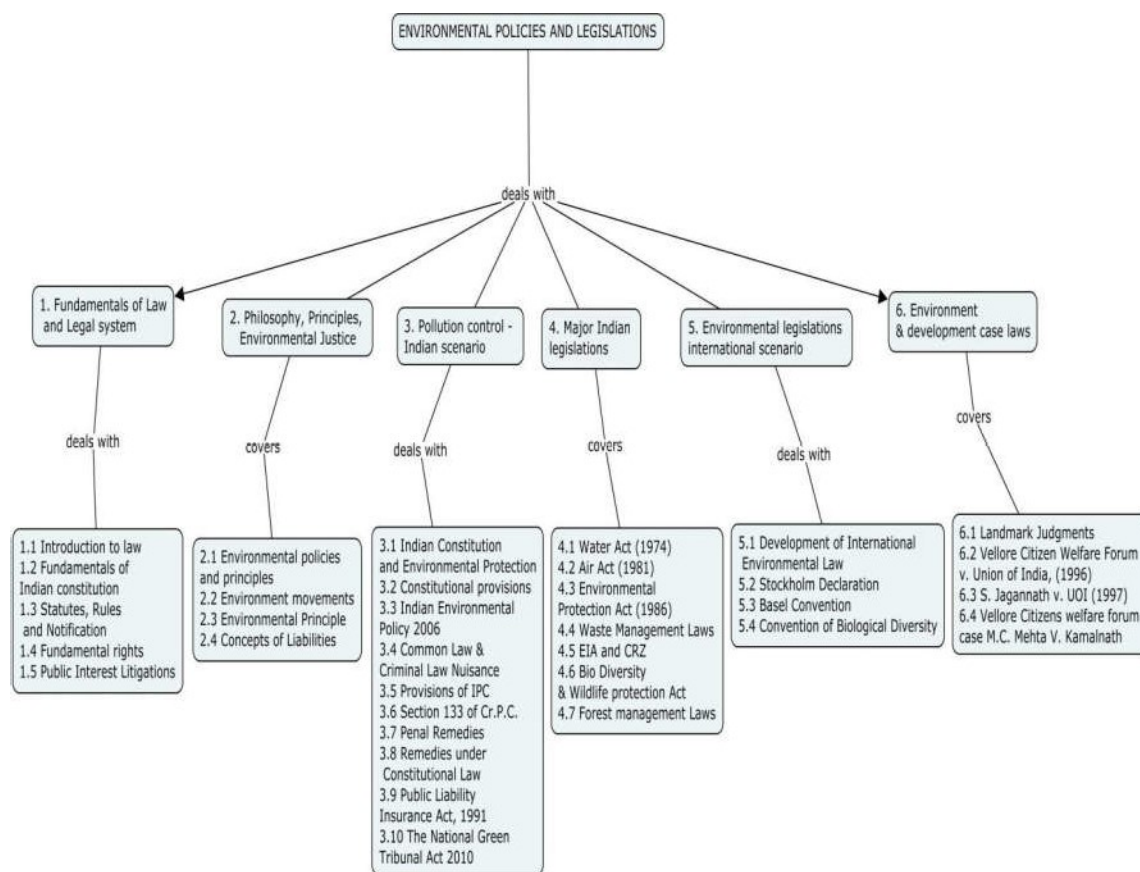 ENVIRONMENTAL POLICIES AND LEGISLATIONS
deals with
1. Fundamentals of Law
and Legal system
2. Philosophy, Principles,
Environmental Justice
3. Pollution control -
Indian scenario
4. Major Indian
legislations
5. Environmental legislations
international scenario
6. Environment
& development case laws
deals with
covers
deals with
covers
deals with
covers
1.1 Introduction to law
1.2 Fundamentals of
Indian constitution
1.3 Statutes, Rules
and Notification
1.4 Fundamental rights
1.5 Public Interest Litigations
2.1 Environmental policies
and principles
2.2 Environment movements
2.3 Environmental Principle
2.4 Concepts of Liabilities
3.1 Indian Constitution
and Environmental Protection
3.2 Constitutional provisions
3.3 Indian Environmental
Policy 2006
3.4 Common Law &
Criminal Law Nuisance
3.5 Provisions of IPC
3.6 Section 133 of Cr.P.C.
3.7 Penal Remedies
3.8 Remedies under
Constitutional Law
3.9 Public Liability
Insurance Act, 1991
3.10 The National Green
Tribunal Act 2010
4.1 Water Act (1974)
4.2 Air Act (1981)
4.3 Environmental
Protection Act (1986)
4.4 Waste Management Laws
4.5 EIA and CRZ
4.6 Bio Diversity
& Wildlife protection Act
4.7 Forest management Laws
5.1 Development of International
Environmental Law
5.2 Stockholm Declaration
5.3 Basel Convention
5.4 Convention of Biological Diversity
6.1 Landmark Judgments
6.2 Vellore Citizen Welfare Forum
v. Union of India, (1996)
6.3 S. Jagannath v. UOI (1997)
6.4 Vellore Citizens welfare forum
case M.C. Mehta V. Kamalnath